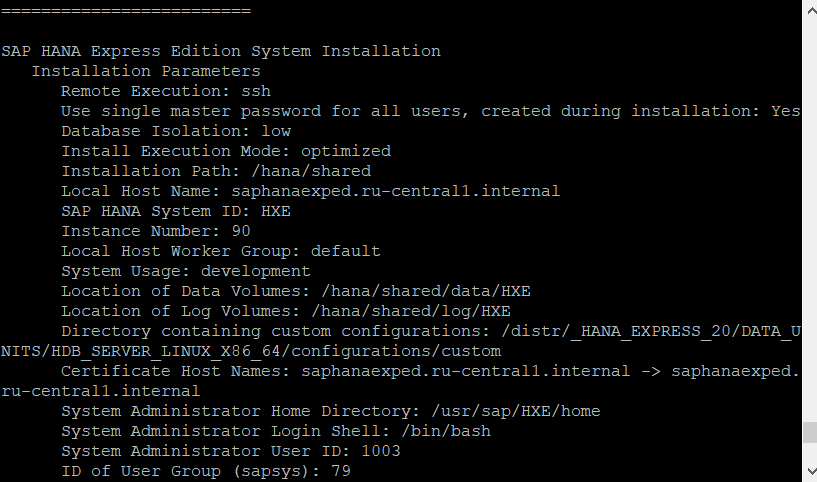 =========================
SAP HANA Express Edition System Installation
Installation Parameters
Remote Execution: ssh
Use single master password for all users, created during installation: Yes
Database Isolation: low
Install Execution Mode: optimized
Installation Path: /hana/shared
Local Host Name: saphanaexped.ru-central1.internal
SAP HANA System ID: HXE
Instance Number: 90
Local Host Worker Group: default
System Usage: development
Location of Data Volumes: /hana/shared/data/HXE
Location of Log Volumes: /hana/shared/log/HXE
Directory containing custom configurations: /distr/_HANA_EXPRESS_20/DATA_U
NITS/HDB_SERVER_LINUX_X86_64/configurations/custom
Certificate Host Names: saphanaexped.ru-central1.internal -> saphanaexped.
ru-central1.internal
System Administrator Home Directory: /usr/sap/HXE/home
System Administrator Login Shell: /bin/bash
System Administrator User ID: 1003
ID of User Group (sapsys): 79